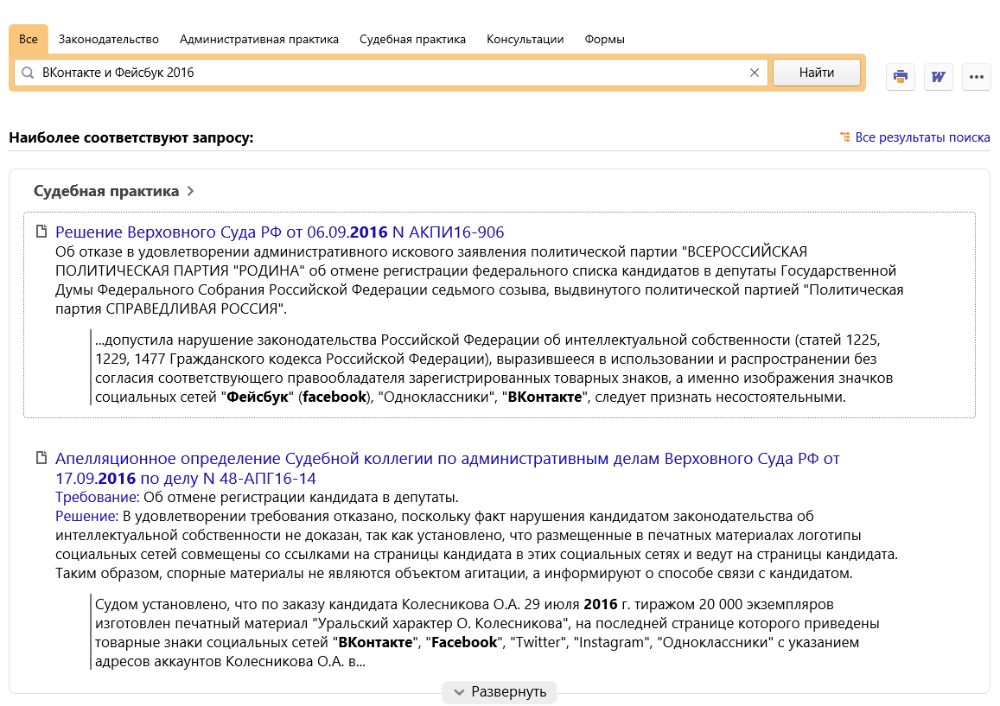 Все Законодательство Административная практика Судебная практика Консультации Формы
ВКонтакте и Фейсбук 2016 Найти W
Наиболее соответствуют запросу: Все результаты поиска
Судебная практика
Решение Верховного Суда РФ от 06.09.2016 N АКПИ16-906
Об отказе в удовлетворении административного искового заявления политической партии "ВСЕРОССИЙСКАЯ
ПОЛИТИЧЕСКАЯ ПАРТИЯ "РОДИНА" об отмене регистрации федерального списка кандидатов в депутаты Государственной
Думы Федерального Собрания Российской Федерации седьмого созыва, выдвинутого политической партией "Политическая
партия СПРАВЕДЛИВАЯ РОССИЯ".
...допустила нарушение законодательства Российской Федерации об интеллектуальной собственности (статей 1225,
1229, 1477 Гражданского кодекса Российской Федерации), выразившееся в использовании и распространении без
согласия соответствующего правообладателя зарегистрированных товарных знаков, а именно изображения значков
социальных сетей "Фейсбук" (facebook), "Одноклассники", "ВКонтакте", следует признать несостоятельными.
Апелляционное определение Судебной коллегии по административным делам Верховного Суда РФ от
17.09.2016 по делу N 48-АПГ16-14
Требование: Об отмене регистрации кандидата в депутаты.
Решение: В удовлетворении требования отказано, поскольку факт нарушения кандидатом законодательства об
интеллектуальной собственности не доказан, так как установлено, что размещенные в печатных материалах логотипы
социальных сетей совмещены со ссылками на страницы кандидата в этих социальных сетях и ведут на страницы кандидата.
Таким образом, спорные материалы не являются объектом агитации, а информируют о способе связи с кандидатом.
Судом установлено, что по заказу кандидата Колесникова О.А. 29 июля 2016 г. тиражом 20 000 экземпляров
изготовлен печатный материал "Уральский характер О. Колесникова", на последней странице которого приведены
товарные знаки социальных сетей "ВКонтакте", "Facebook", "Twitter", "Instagram", "Одноклассники" с указанием
адресов аккаунтов Колесникова О.А. в...
Развернуть